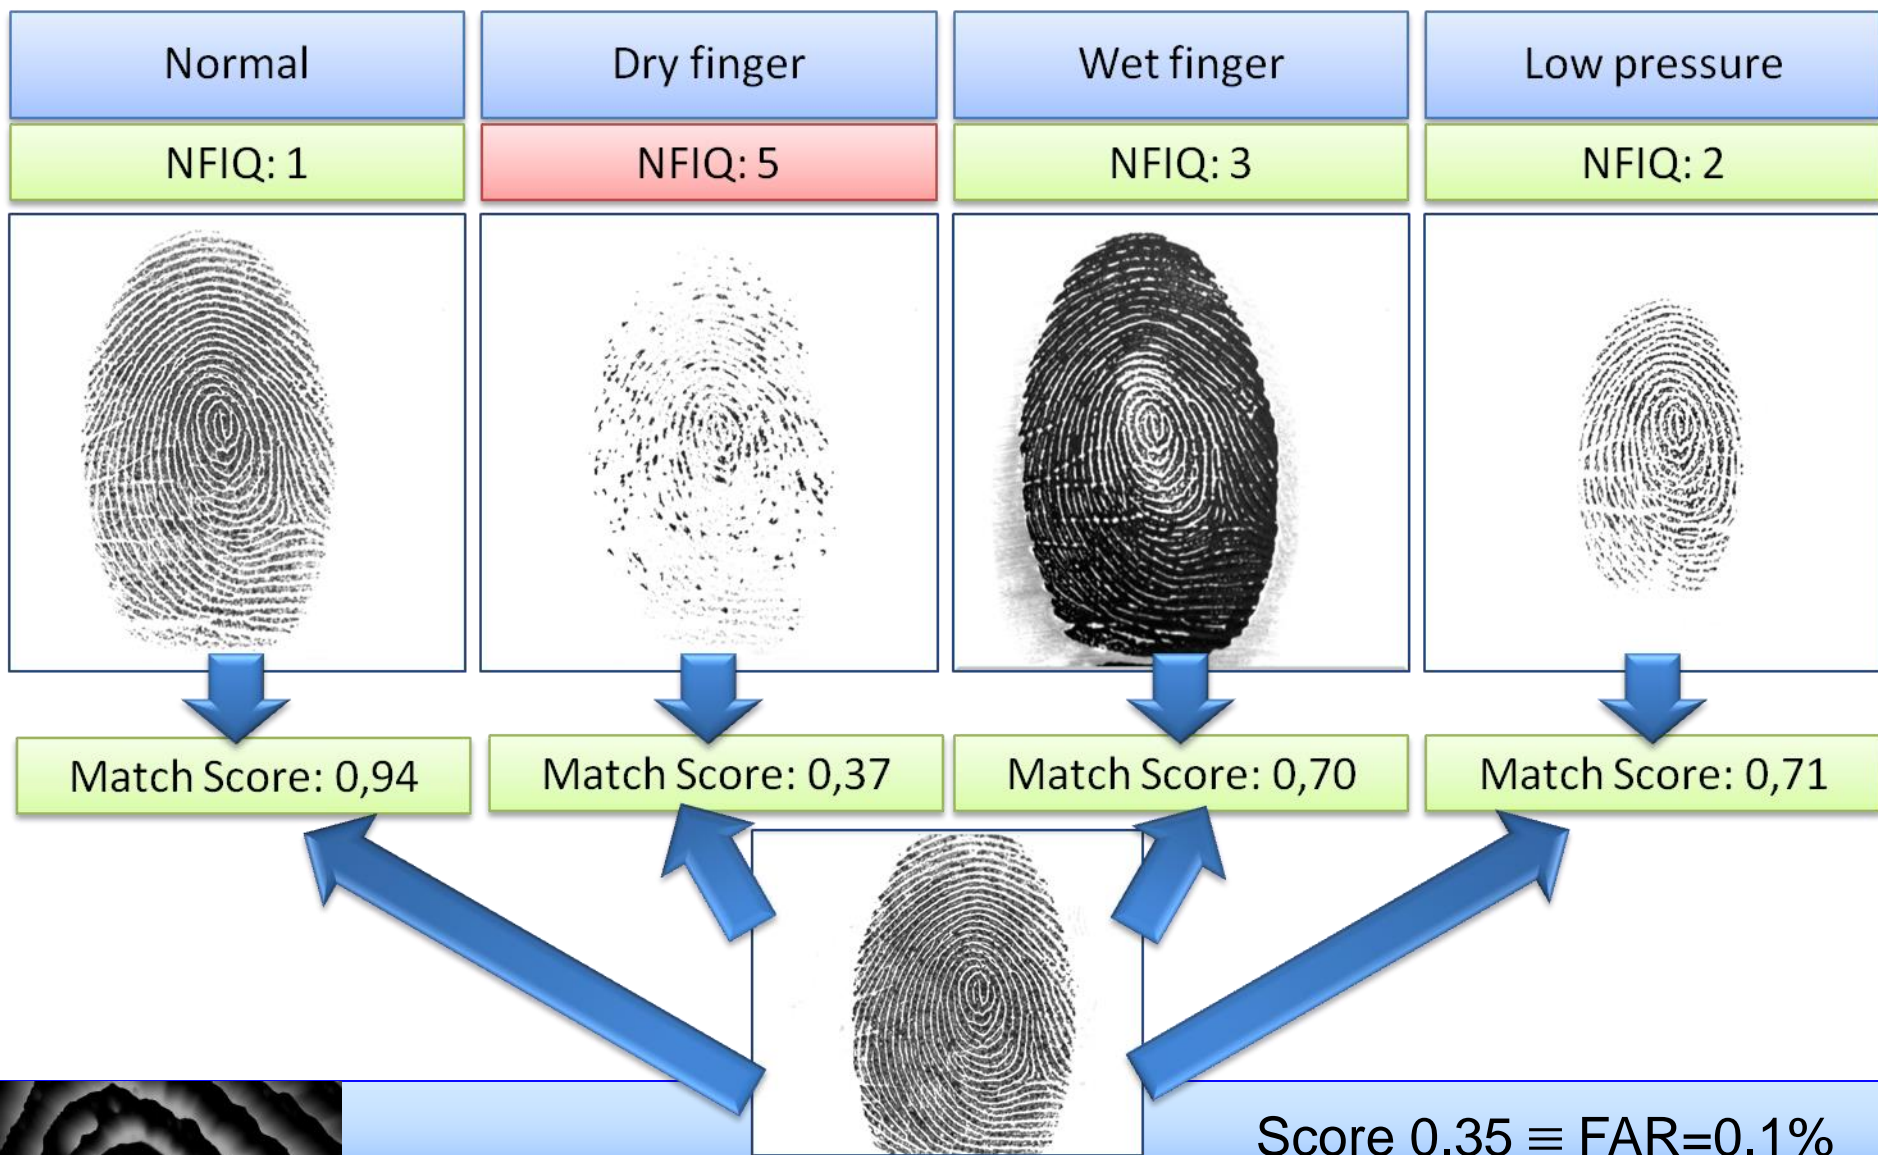 Normal
Dry finger
Wet finger
Low pressure
NFIQ: 1
NFIQ: 5
NFIQ: 3
NFIQ: 2
Match Score: 0,94
Match Score: 0,37
Match Score: 0,70
Match Score: 0,71
Score 0.35 ≡ FAR=0.1%